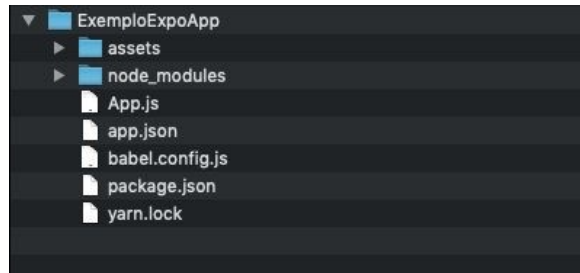 ExemploExpoApp
assets
node_modules
App.js
app.json
babel.config.js
package.json
yarn.lock